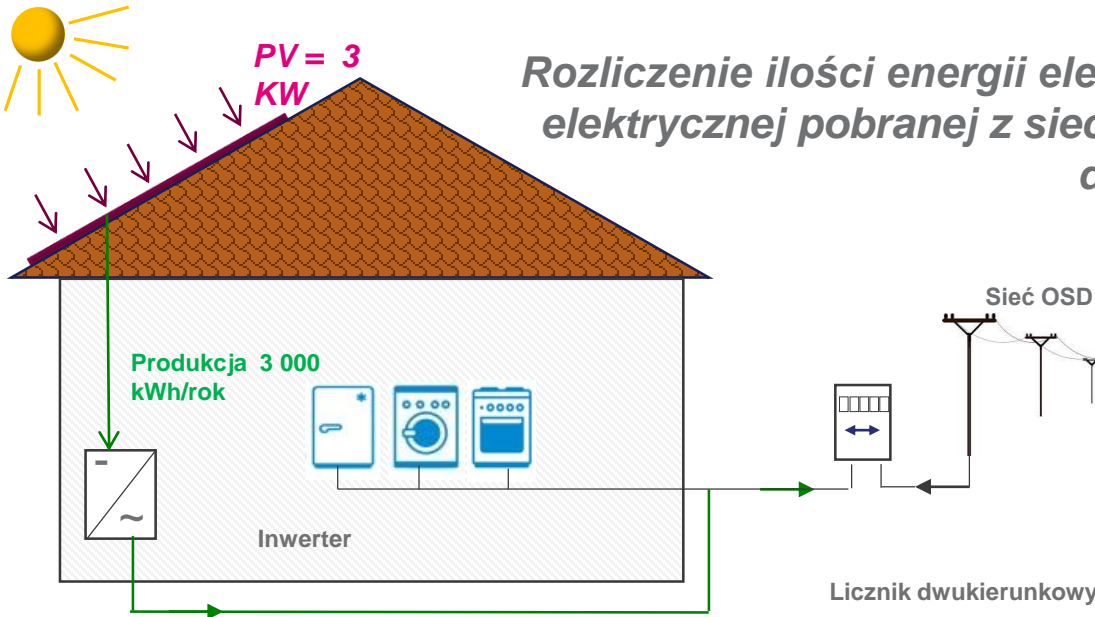 PV = 3
KW
Rozliczenie ilości energii ele
elektrycznej pobranej z siec
Sieć OSD
Produkcja 3 000
kWh/rok
Inwerter
Licznik dwukierunkowy